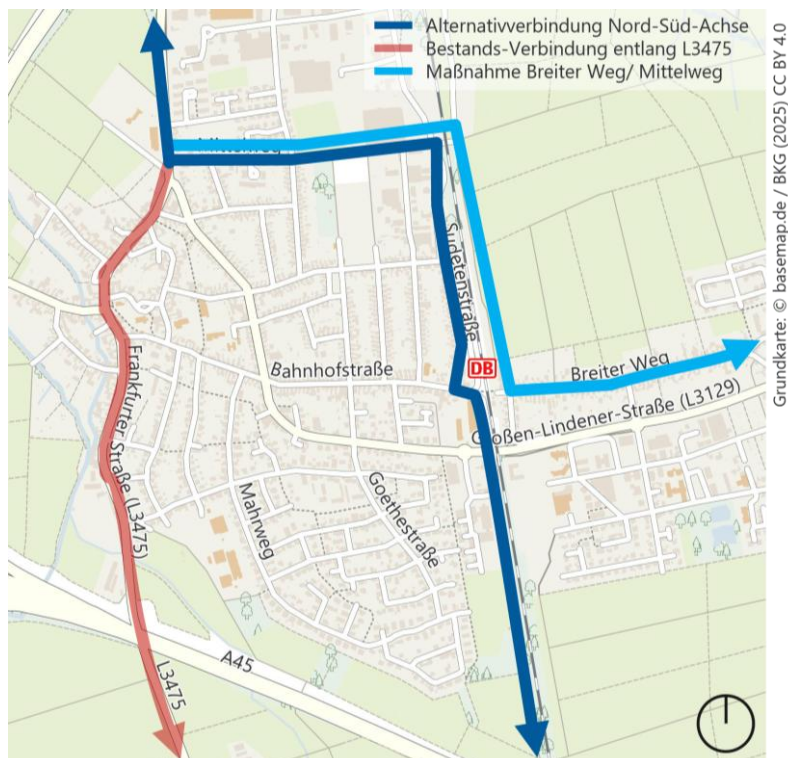 Alternativverbindung Nord-Süd-Achse
Bestands-Verbindung entlang L3475
Maßnahme Breiter Weg/ Mittelweg
Grundkarte: © basemap.de / BKG (2025) CC BY 4.0
Mittelweg
Sudetenstraße
DB
Bahnhofstraße
Breiter Weg
Großen-Lindener-Straße (L3129)
Frankfurter Straße (L3475)
Mahrweg
Goethestraße
A45
L3475